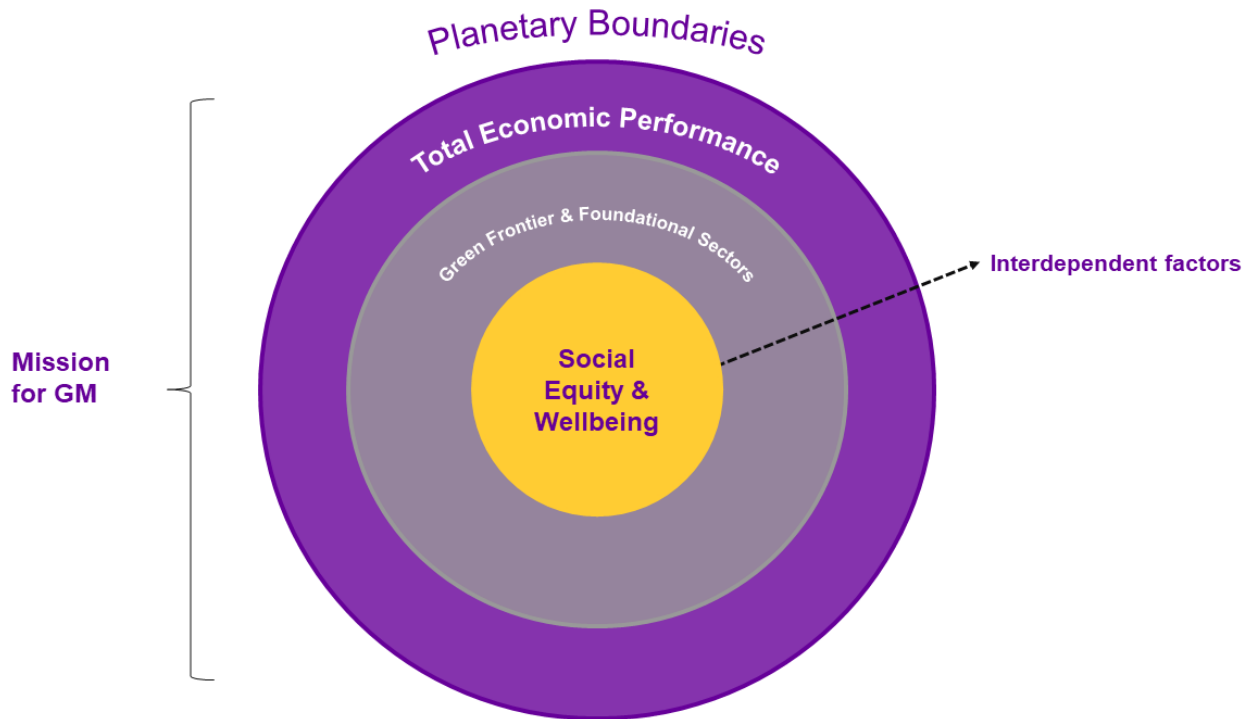 Planetary Boundaries
Total Economic Performance
Green Frontier & Foundational Sectors
Interdependent factors
Mission
for GM
Social
Equity &
Wellbeing